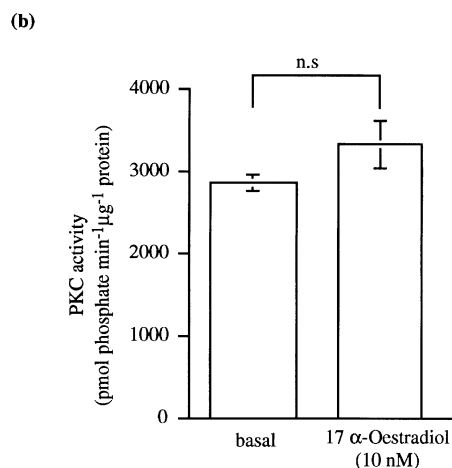 (b)
n.s
4000
3000
2000
1000
0
PKC activity
(pmol phosphate min⁻¹µg⁻¹ protein)
basal
17 α-Oestradiol
(10 nM)